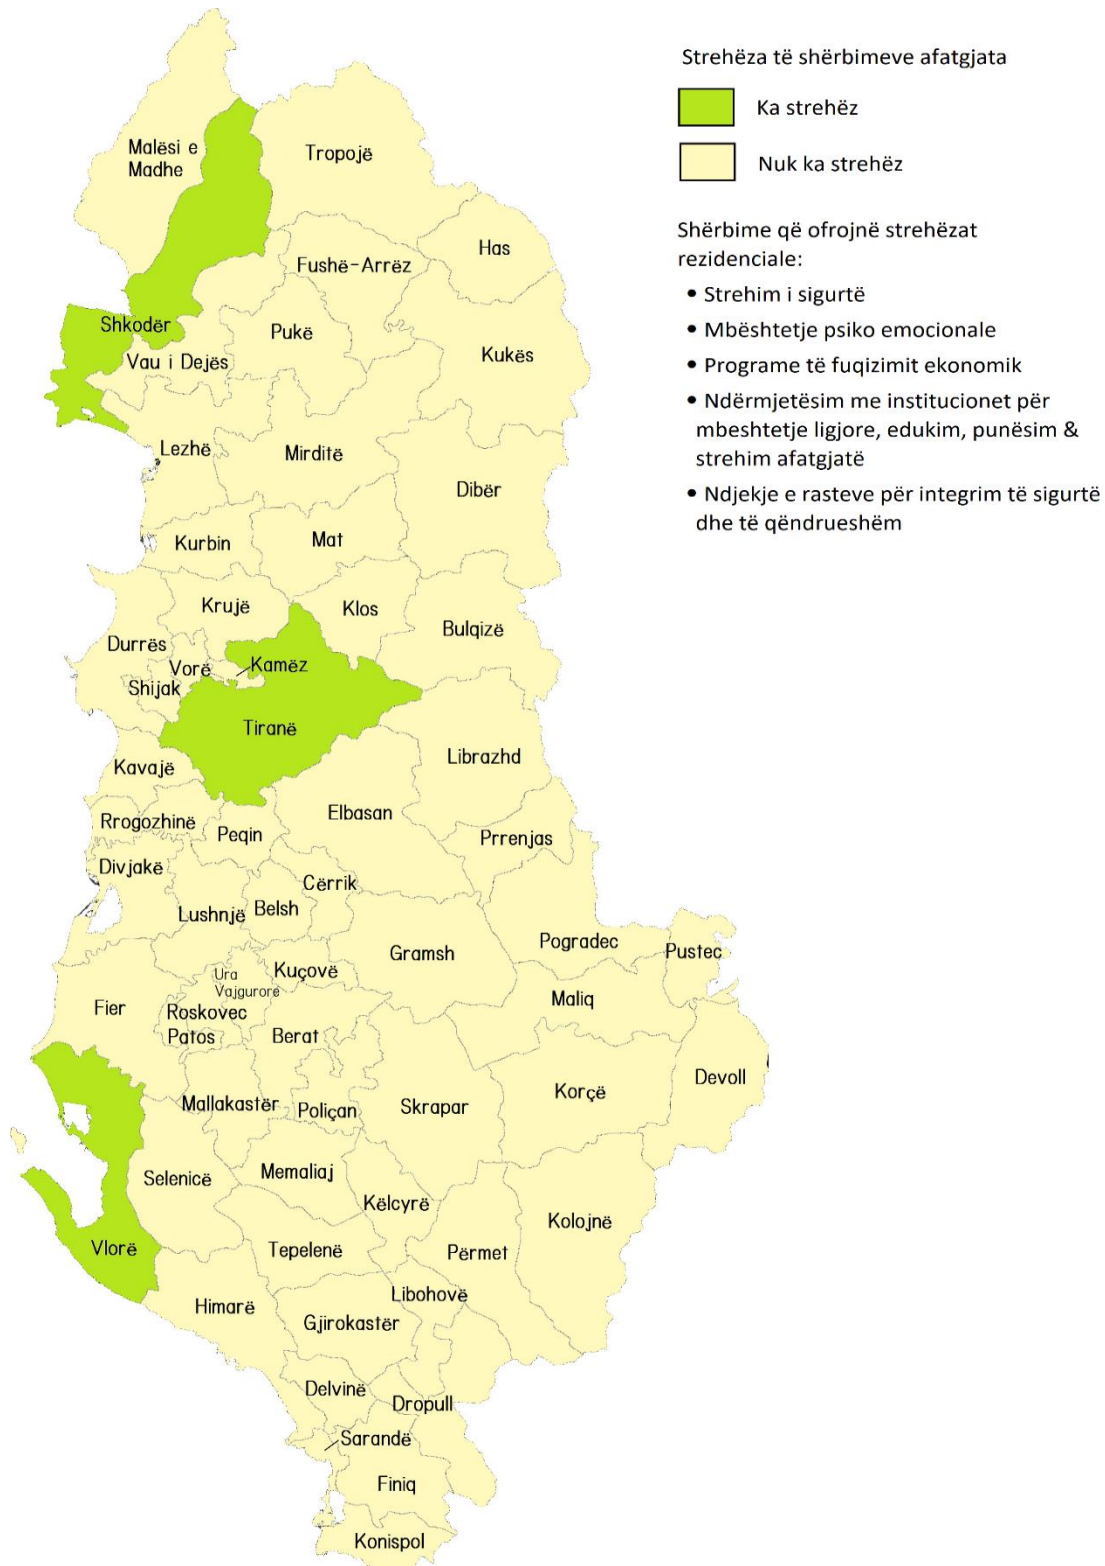 Strehëza të shërbimeve afatgjata
Ka strehëz
Nuk ka strehëz
Shërbime që ofrojnë strehëzat
rezidenciale:
• Strehim i sigurtë
• Mbështetje psiko emocionale
• Programe të fuqizimit ekonomik
• Ndërmjetësim me institucionet për
mbeshtetje ligjore, edukim, punësim &
strehim afatgjatë
• Ndjekje e rasteve për integrim të sigurtë
dhe të qëndrueshëm
Malësi e
Madhe
Tropojë
Has
Fushë-Arrëz
Shkodër
Pukë
Vau i Dejës
Kukës
Lezhë
Mirditë
Dibër
Kurbin
Mat
Krujë
Klos
Bulqizë
Durrës
Vorë
Kamëz
Shijak
Tiranë
Librazhd
Kavajë
Elbasan
Rrogozhinë
Peqin
Prrenjas
Divjakë
Cërrik
Lushnjë
Belsh
Gramsh
Pogradec
Pustec
Kuçovë
Ura
Vajgurore
Maliq
Fier
Roskovec
Patos
Berat
Devoll
Korçë
Mallakastër
Poliçan
Skrapar
Selenicë
Memaliaj
Këlcyrë
Kolojnë
Vlorë
Tepelenë
Përmet
Himarë
Libohovë
Gjirokastër
Delvinë
Dropull
Sarandë
Finiq
Konispol